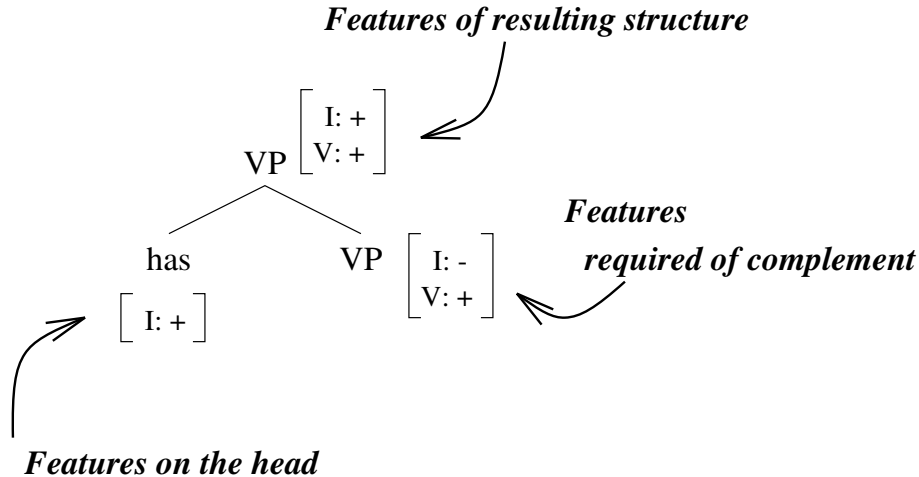 Features of resulting structure
I: +
VP V: +
Features
has VP I: -
required of complement
V: +
I: +
Features on the head